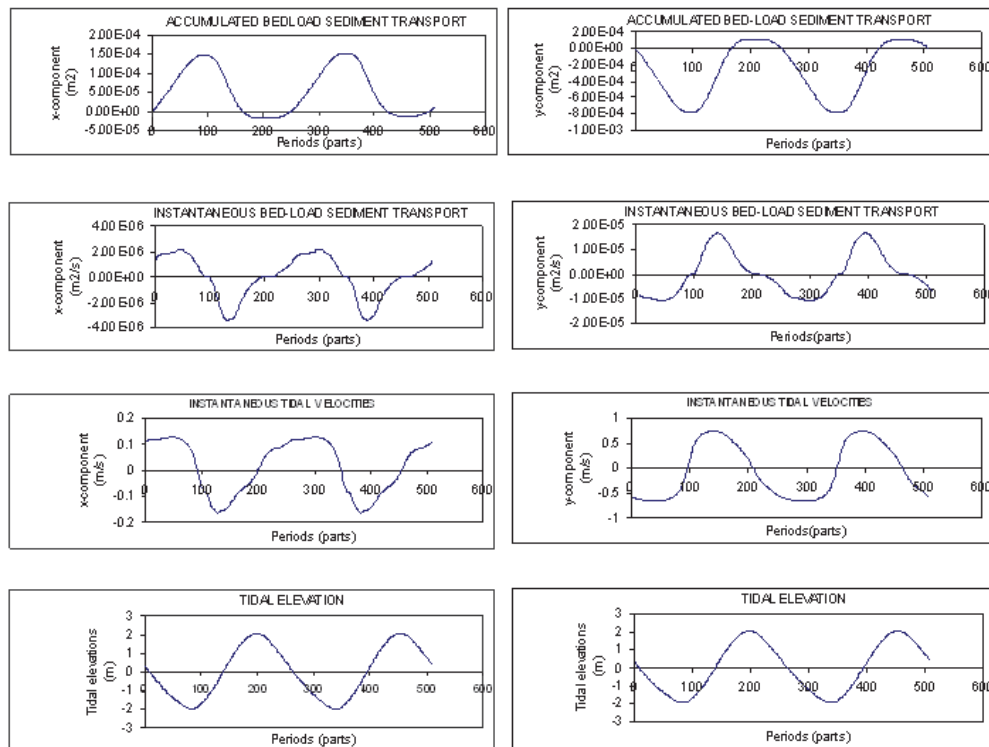 ACCUMULATED BEDLOAD SEDIMENT TRANSPORT
x-component
(m2)
2.00E-04
1.50E-04
1.00E-04
5.00E-05
0.00E+00
-5.00E-05
0 100 200 300 400 500 600
Periods (parts)
ACCUMULATED BED-LOAD SEDIMENT TRANSPORT
y-component
(m2)
2.00E-04
0.00E+00
-2.00E-04
-4.00E-04
-6.00E-04
-8.00E-04
-1.00E-03
0 100 200 300 400 500 600
Periods (parts)
INSTANTANEOUS BED-LOAD SEDIMENT TRANSPORT
x-component
(m2/s)
4.00E-06
2.00E-06
0.00E+00
-2.00E-06
-4.00E-06
0 100 200 300 400 500 600
Periods (parts)
INSTANTANEOUS BED-LOAD SEDIMENT TRANSPORT
y-component
(m2/s)
2.00E-05
1.00E-05
0.00E+00
-1.00E-05
-2.00E-05
0 100 200 300 400 500 600
Periods(parts)
INSTANTANEOUS TIDAL VELOCITIES
x-component
(m/s)
0.2
0.1
0
-0.1
-0.2
0 100 200 300 400 500 600
Periods (parts)
INSTANTANEOUS TIDAL VELOCITIES
y-component
(m/s)
1
0.5
0
-0.5
-1
0 100 200 300 400 500 600
Periods(parts)
TIDAL ELEVATION
Tidal elevations
(m)
3
2
1
0
-1
-2
-3
0 100 200 300 400 500 600
Periods (parts)
TIDAL ELEVATION
Tidal elevations
(m)
3
2
1
0
-1
-2
-3
0 100 200 300 400 500 600
Periods (parts)